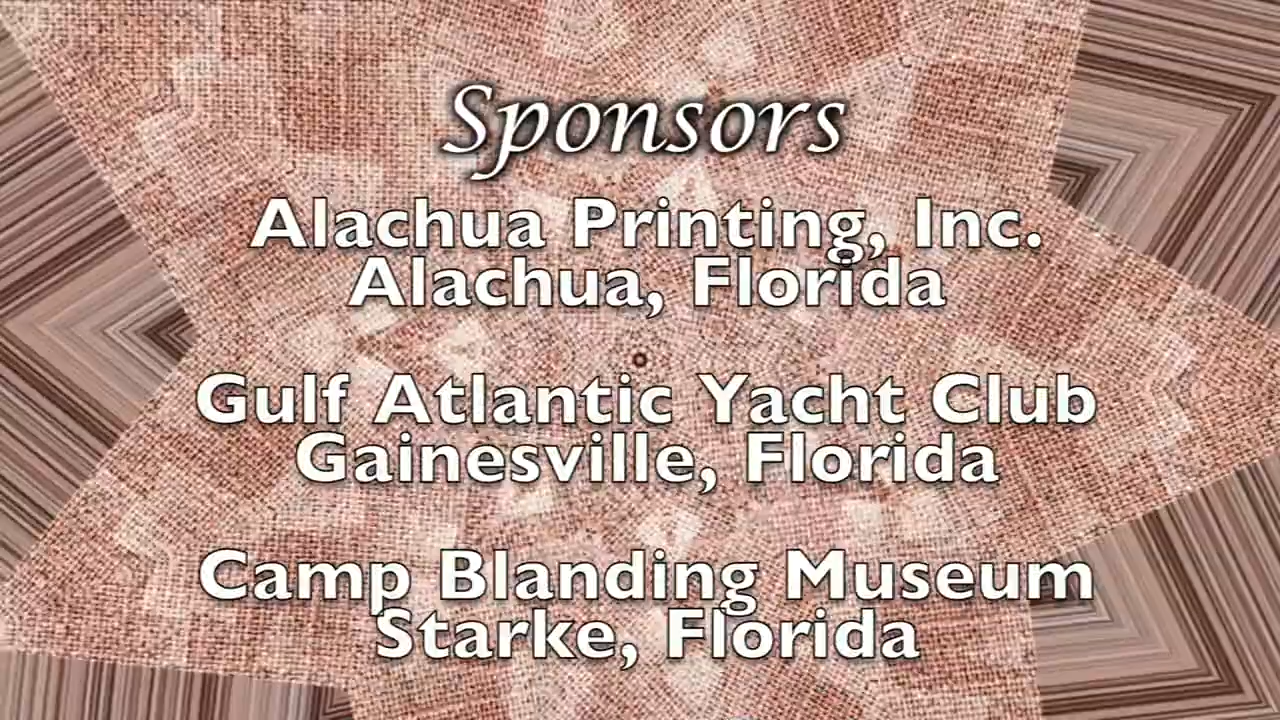 Sponsors
Alachua Printing, Inc.
Alachua, Florida
Gulf Atlantic Yacht Club
Gainesville, Florida
Camp Blanding Museum
Starke, Florida